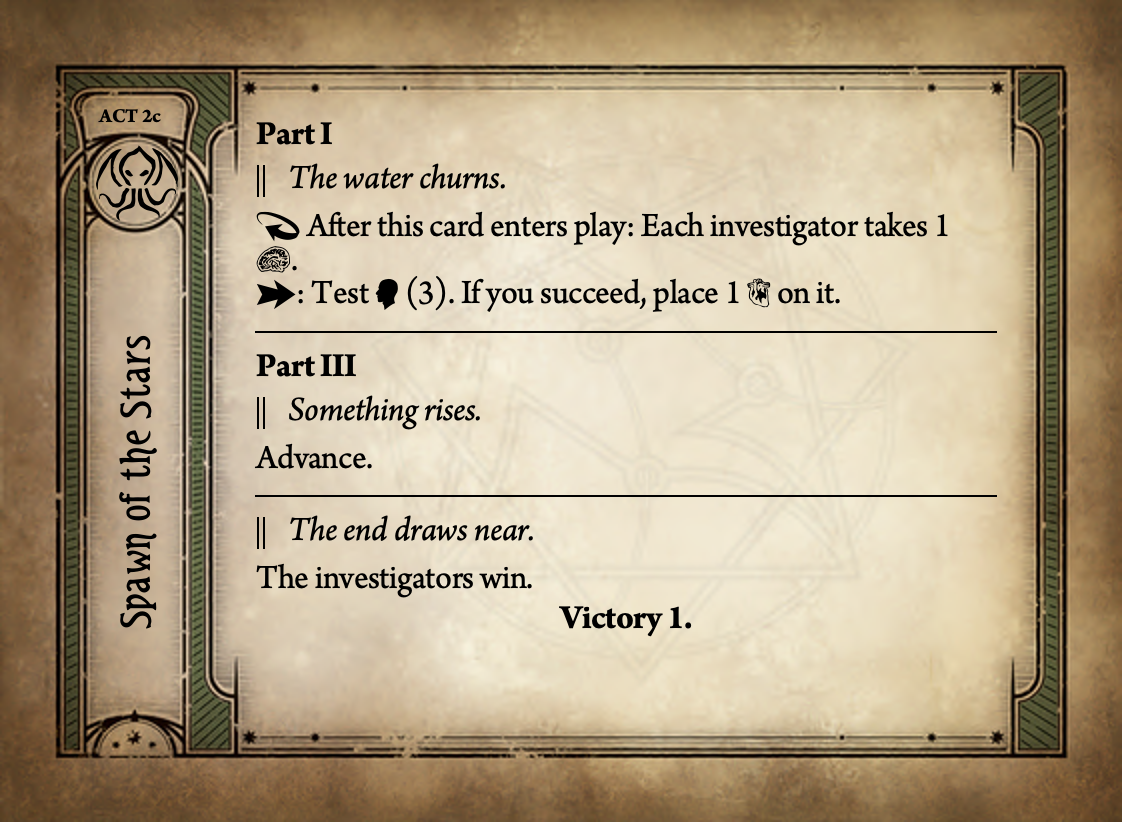 ACT 2c
Spawn of the Stars
Part I
The water churns.
After this card enters play: Each investigator takes 1
.
: Test (3). If you succeed, place 1 on it.
Part III
Something rises.
Advance.
The end draws near.
The investigators win.
Victory 1.